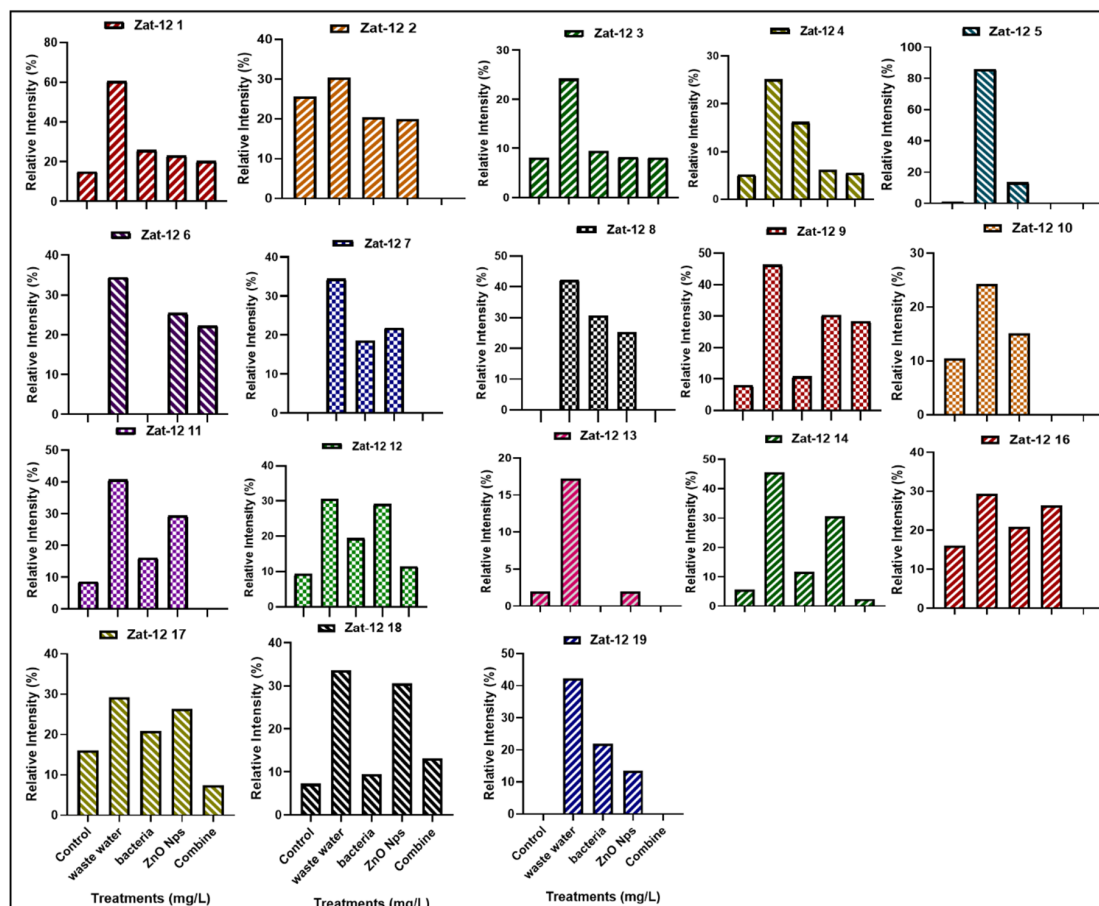 Zat-12 1
Relative Intensity (%)
80
60
40
20
0
Zat-12 2
Relative Intensity (%)
40
30
20
10
0
Zat-12 3
Relative Intensity (%)
30
20
10
0
Zat-12 4
Relative Intensity (%)
30
20
10
0
Zat-12 5
Relative Intensity (%)
100
80
60
40
20
0
Zat-12 6
Relative Intensity (%)
40
30
20
10
0
Zat-12 7
Relative Intensity (%)
40
30
20
10
0
Zat-12 8
Relative Intensity (%)
50
40
30
20
10
0
Zat-12 9
Relative Intensity (%)
50
40
30
20
10
0
Zat-12 10
Relative Intensity (%)
30
20
10
0
Zat-12 11
Relative Intensity (%)
50
40
30
20
10
0
Zat-12 12
Relative Intensity (%)
40
30
20
10
0
Zat-12 13
Relative Intensity (%)
20
15
10
5
0
Zat-12 14
Relative Intensity (%)
50
40
30
20
10
0
Zat-12 16
Relative Intensity (%)
40
30
20
10
0
Zat-12 17
Relative Intensity (%)
40
30
20
10
0
Control
waste water
bacteria
ZnO Nps
Combine
Treatments (mg/L)
Zat-12 18
Relative Intensity (%)
40
30
20
10
0
Control
waste water
bacteria
ZnO Nps
Combine
Treatments (mg/L)
Zat-12 19
Relative Intensity (%)
50
40
30
20
10
0
Control
waste water
bacteria
ZnO Nps
Combine
Treatments (mg/L)